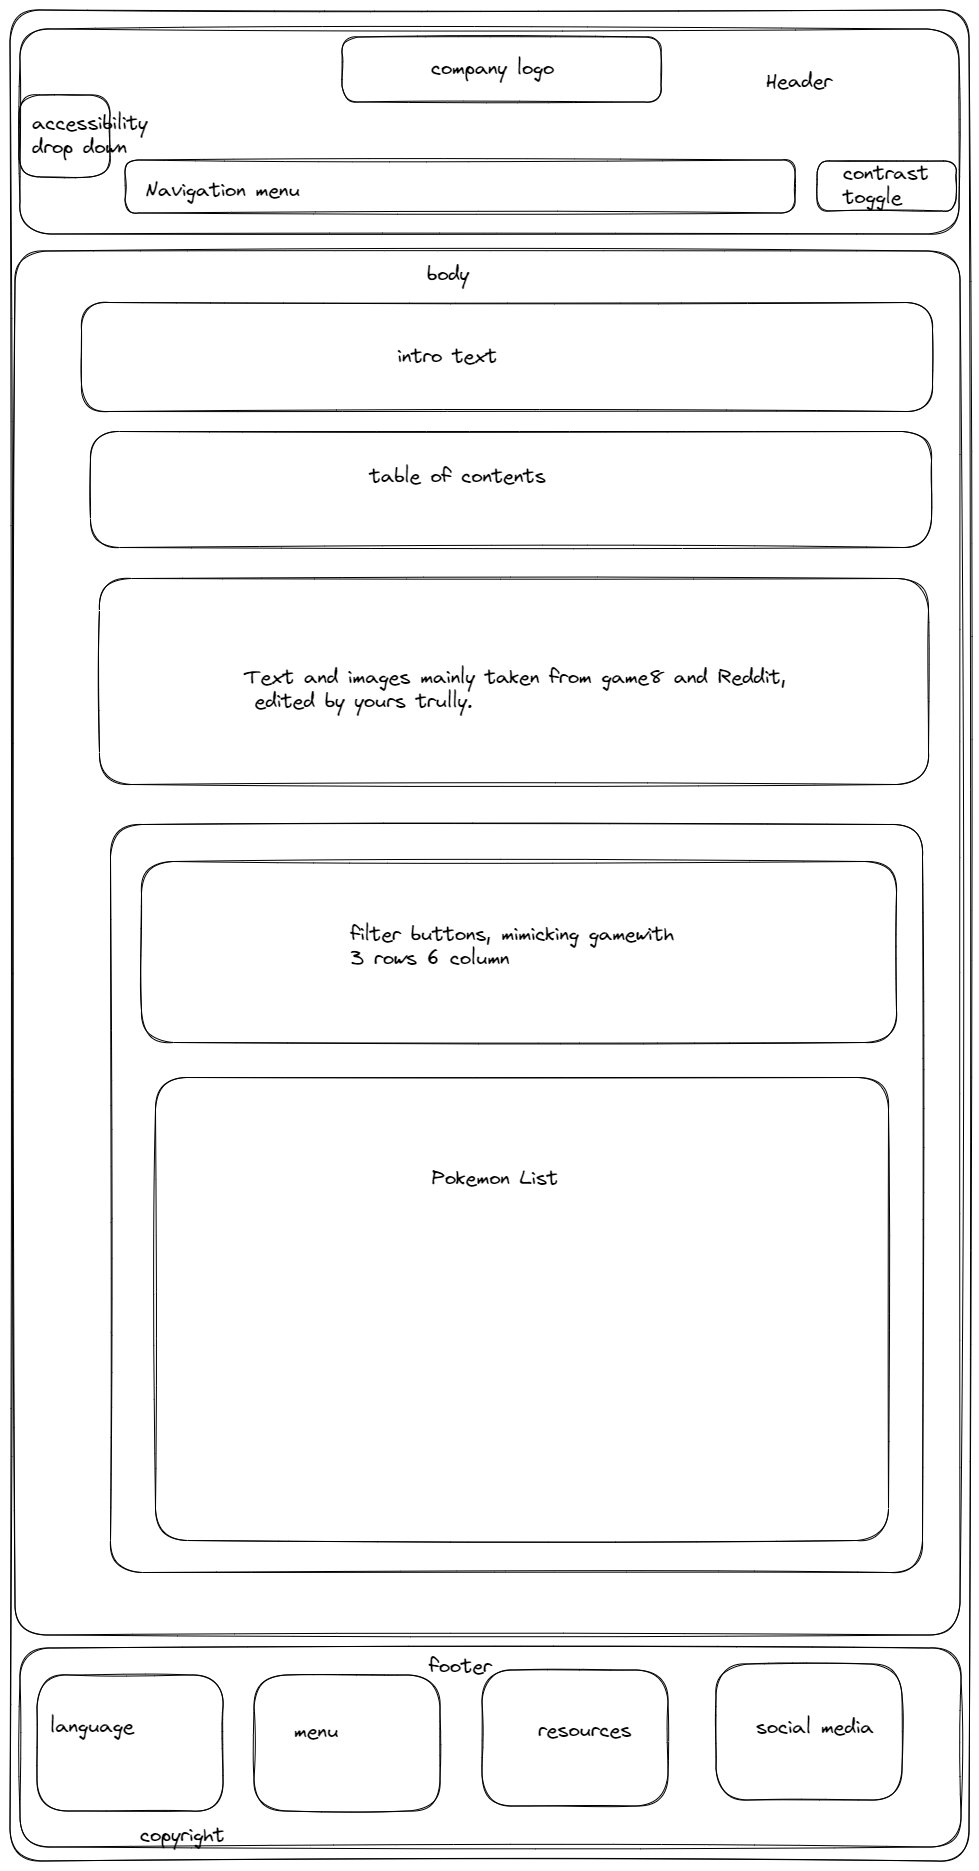 company logo
Header
accessibility
drop down
Navigation menu
contrast
toggle
body
intro text
table of contents
Text and images mainly taken from game8 and Reddit,
edited by yours trully.
filter buttons, mimicking gamewith
3 rows 6 column
Pokemon List
footer
language
menu
resources
social media
copyright